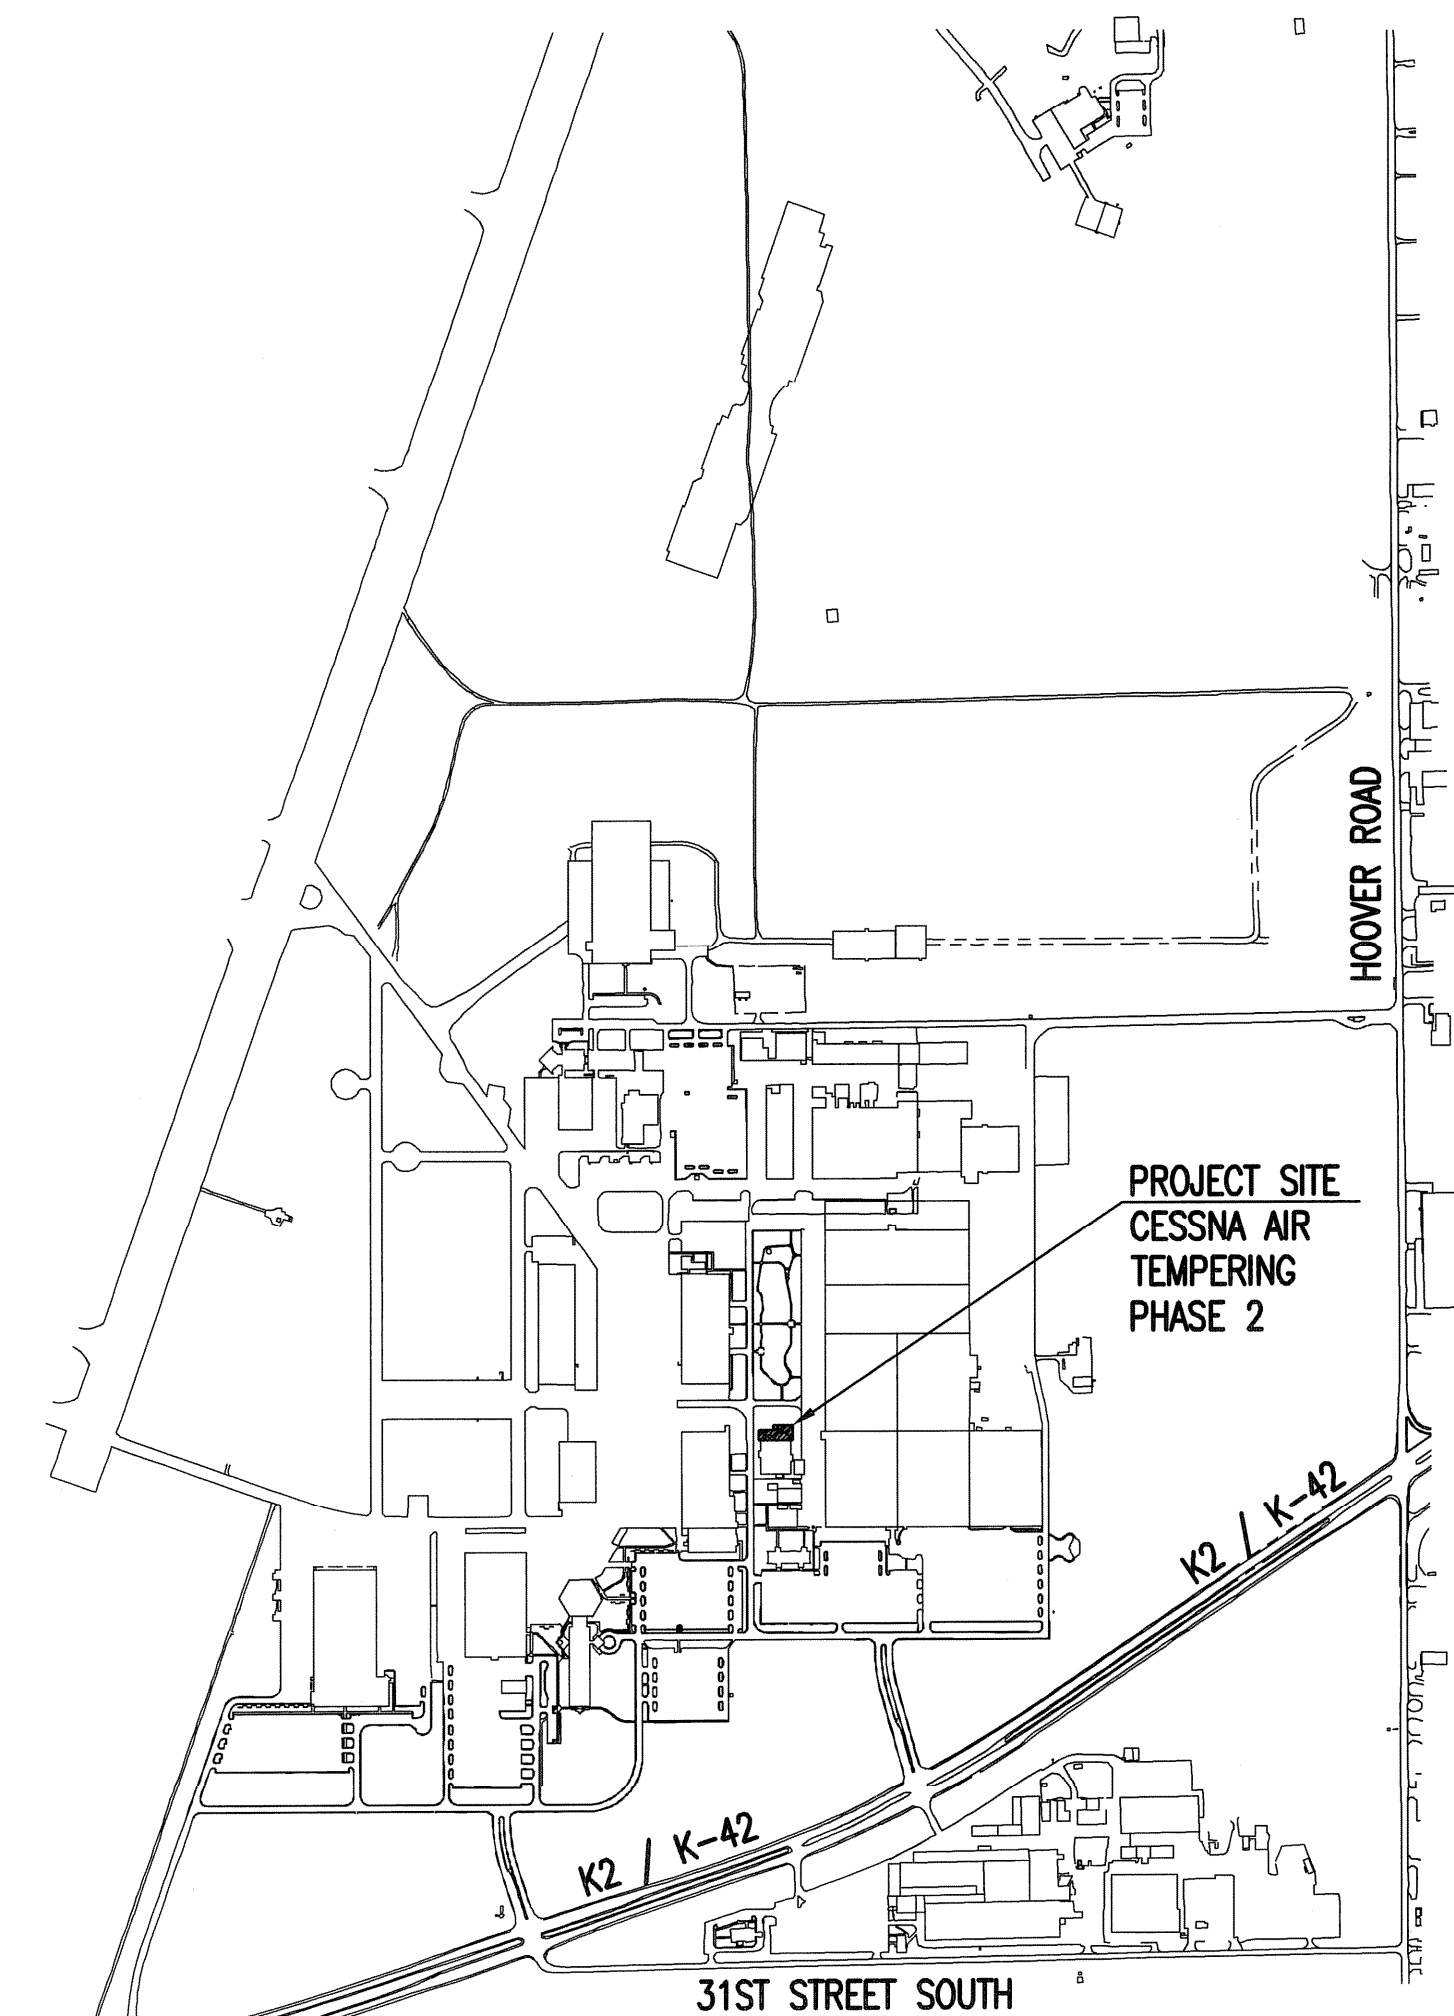 HOOVER ROAD
PROJECT SITE
CESSNA AIR
TEMPERING
PHASE 2
K2 / K-42
K2 / K-42
31ST STREET SOUTH